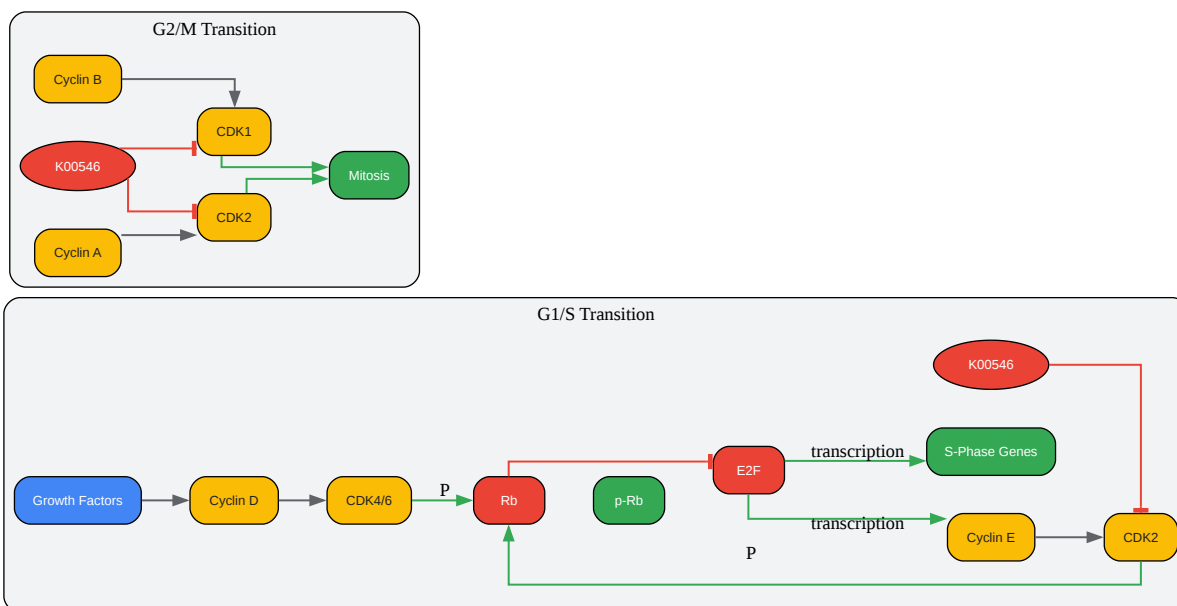 G2/M Transition
Cyclin B
CDK1
K00546
Mitosis
CDK2
Cyclin A
G1/S Transition
K00546
transcription
S-Phase Genes
E2F
Growth Factors
Cyclin D
CDK4/6
P
Rb
p-Rb
transcription
Cyclin E
CDK2
P